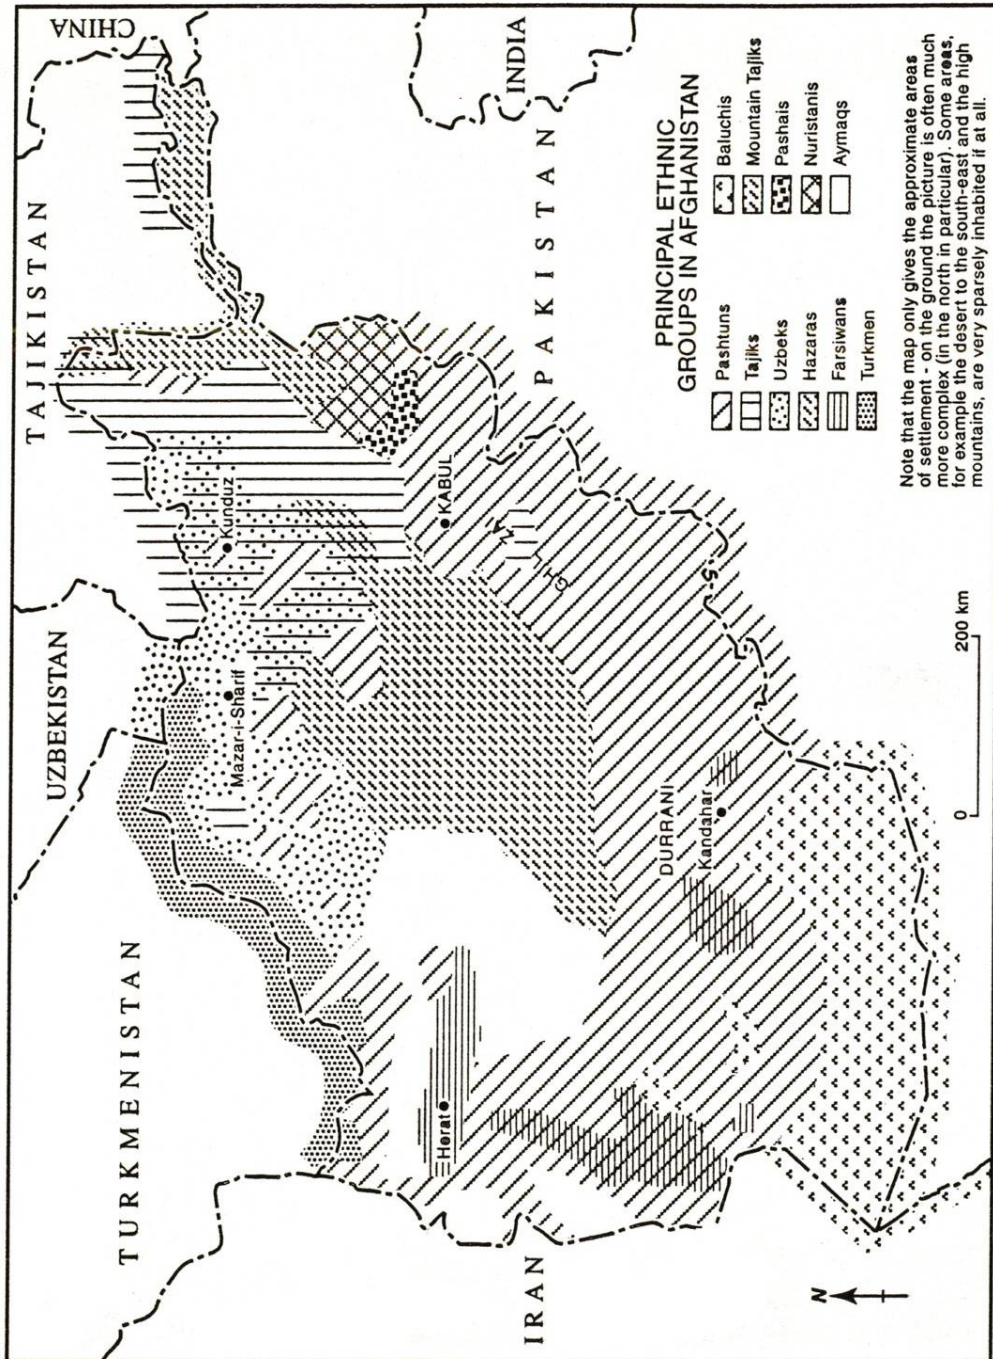 CHINA
TAJIKISTAN
UZBEKISTAN
TURKMENISTAN
INDIA
PAKISTAN
IRAN
Kunduz
Mazar-i-Sharif
KABUL
Herat
GHILZAI
DURRANI
Kandahar
PRINCIPAL ETHNIC
GROUPS IN AFGHANISTAN
Pashtuns
Tajiks
Uzbeks
Hazaras
Farsiwans
Turkmen
Baluchis
Mountain Tajiks
Pashais
Nuristanis
Aymaqs
Note that the map only gives the approximate areas
of settlement - on the ground the picture is often much
more complex (in the north in particular). Some areas,
for example the desert to the south-east and the high
mountains, are very sparsely inhabited if at all.
0 200 km
N